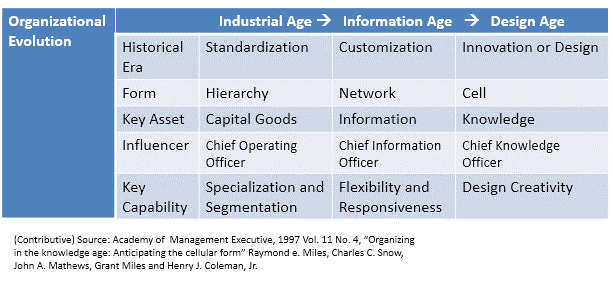 Organizational Evolution Industrial Age → Information Age → Design Age
Historical Era Standardization Customization Innovation or Design
Form Hierarchy Network Cell
Key Asset Capital Goods Information Knowledge
Influencer Chief Operating Officer Chief Information Officer Chief Knowledge Officer
Key Capability Specialization and Segmentation Flexibility and Responsiveness Design Creativity
(Contributive) Source: Academy of Management Executive, 1997 Vol. 11 No. 4, “Organizing
in the knowledge age: Anticipating the cellular form” Raymond e. Miles, Charles C. Snow,
John A. Mathews, Grant Miles and Henry J. Coleman, Jr.